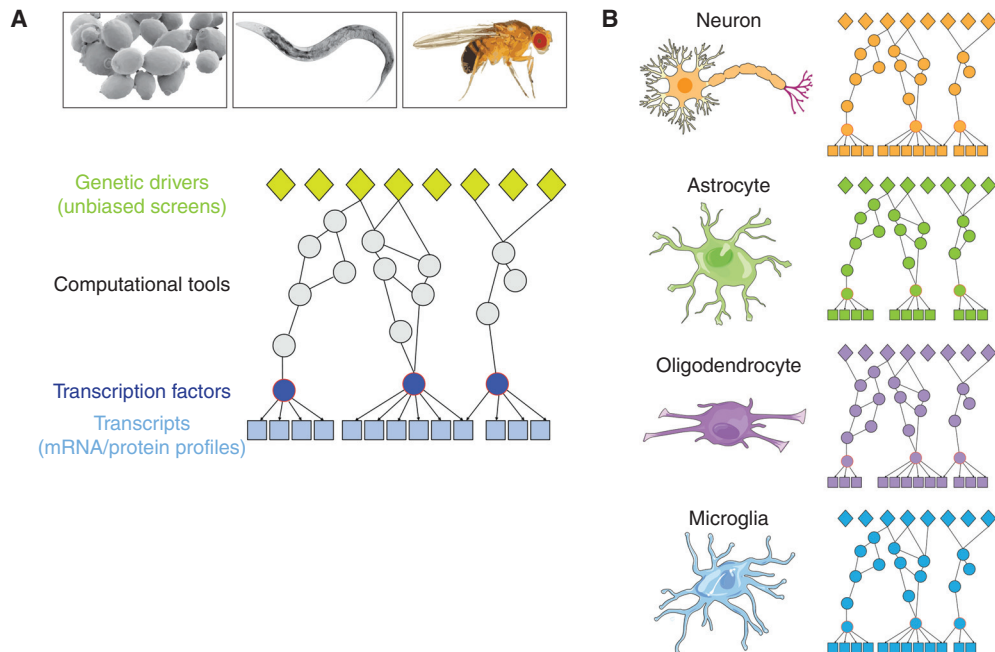 A
Genetic drivers
(unbiased screens)
Computational tools
Transcription factors
Transcripts
(mRNA/protein profiles)
B
Neuron
Astrocyte
Oligodendrocyte
Microglia